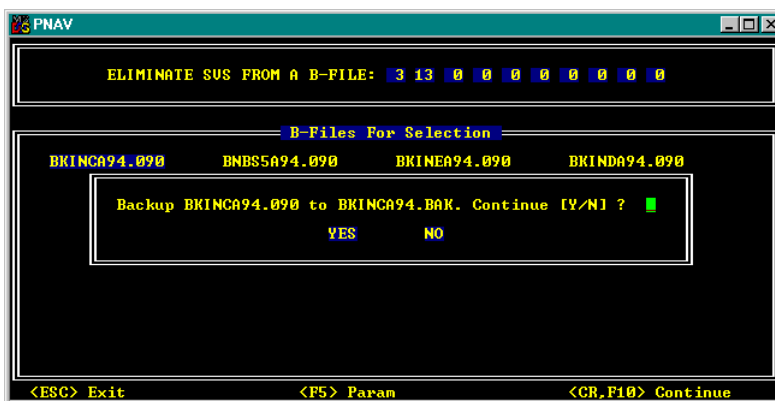 PNAV
ELIMINATE SVS FROM A B-FILE: 3 13 0 0 0 0 0 0 0 0
B-Files For Selection
BKINCA94.090 BNBS5A94.090 BKINEA94.090 BKINDA94.090
Backup BKINCA94.090 to BKINCA94.BAK. Continue [Y/N] ?
YES NO
<ESC> Exit <F5> Param <CR,F10> Continue